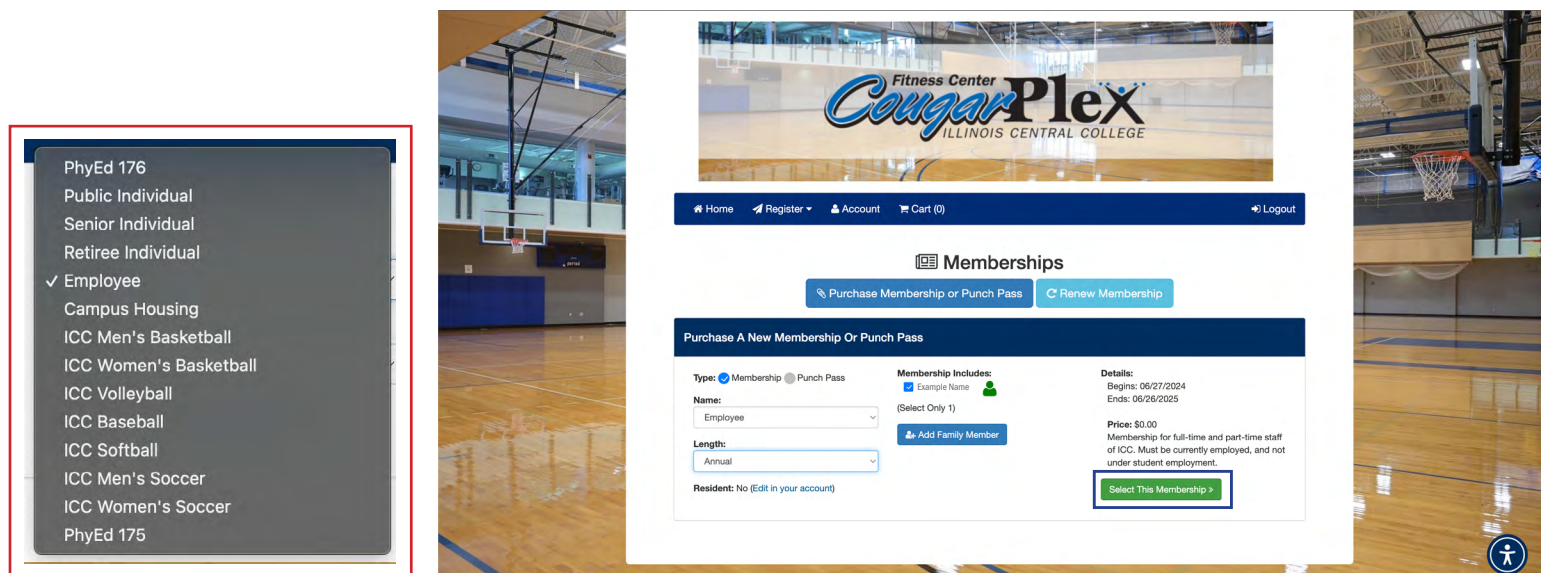 PhyEd 176
Public Individual
Senior Individual
Retiree Individual
✓ Employee
Campus Housing
ICC Men's Basketball
ICC Women's Basketball
ICC Volleyball
ICC Baseball
ICC Softball
ICC Men's Soccer
ICC Women's Soccer
PhyEd 175
Fitness Center
CougarPlex
ILLINOIS CENTRAL COLLEGE
Home Register Account Cart (0) Logout
Memberships
Purchase Membership or Punch Pass Renew Membership
Purchase A New Membership Or Punch Pass
Type: Membership Punch Pass
Name:
Employee
Length:
Annual
Resident: No (Edit in your account)
Membership Includes:
Example Name
(Select Only 1)
Add Family Member
Details:
Begins: 06/27/2024
Ends: 06/26/2025
Price: $0.00
Membership for full-time and part-time staff
of ICC. Must be currently employed, and not
under student employment.
Select This Membership »